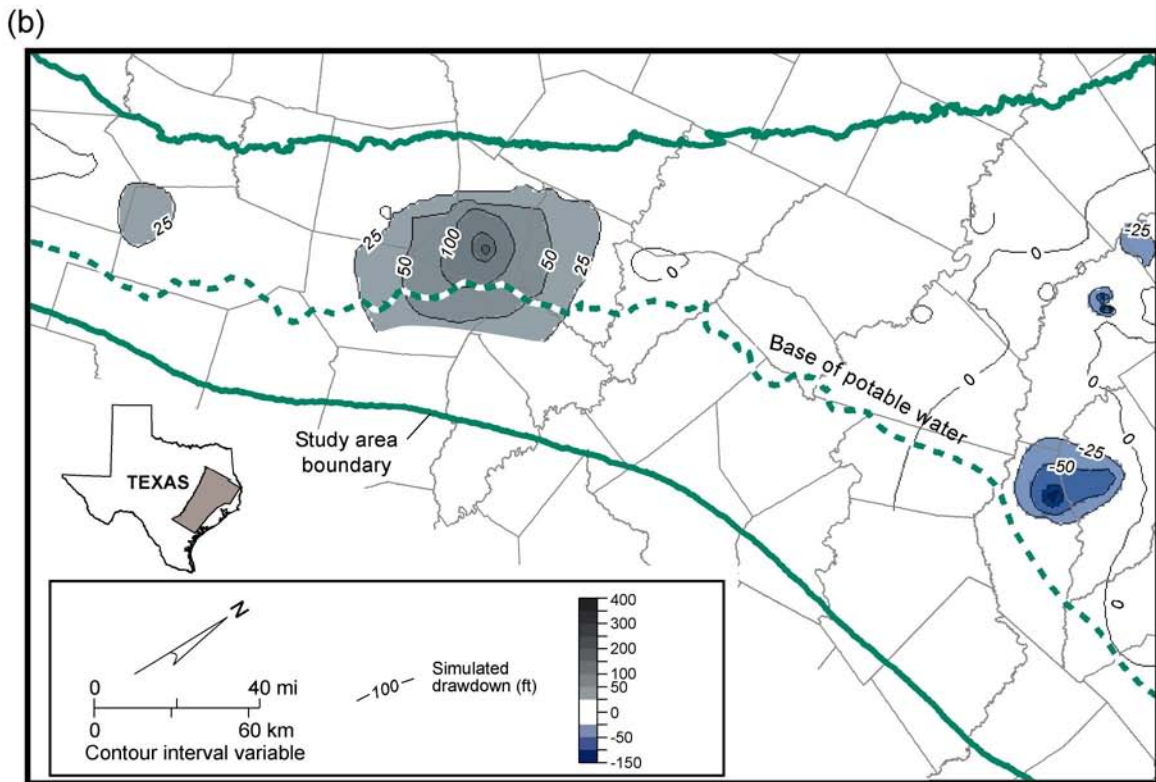 (b)
25
25
50
100
50
25
0
0
0
0
-25
0
-25
-50
0
Base of potable water
Study area
boundary
TEXAS
N
0 40 mi
0 60 km
Contour interval variable
100
Simulated
drawdown (ft)
400
300
200
100
50
0
-50
-150